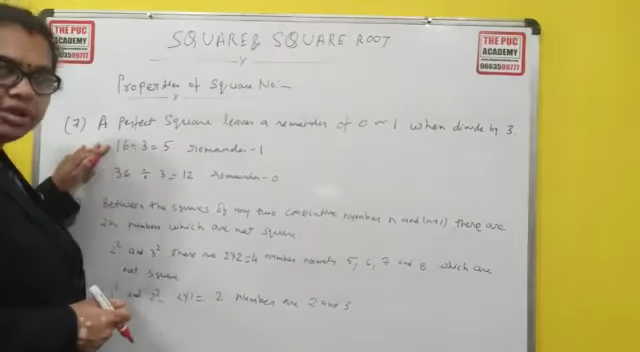 THE PUC
ACADEMY
9663599777
SQUARE & SQUARE ROOT
THE PUC
ACADEMY
9663599777
Properties of Square No:-
(7) A perfect Square leaves a remainder of 0 or 1 when divide by 3.
16 ÷ 3 = 5 remainder - 1
36 ÷ 3 = 12 remainder - 0
Between the squares of any two consecutive number n and (n+1) there are
2n numbers which are not square.
2² and 3² there are 2×2=4 number namely 5, 6, 7 and 8 which are
not square
and 2² = 2×1 = 2 number are 2 and 3